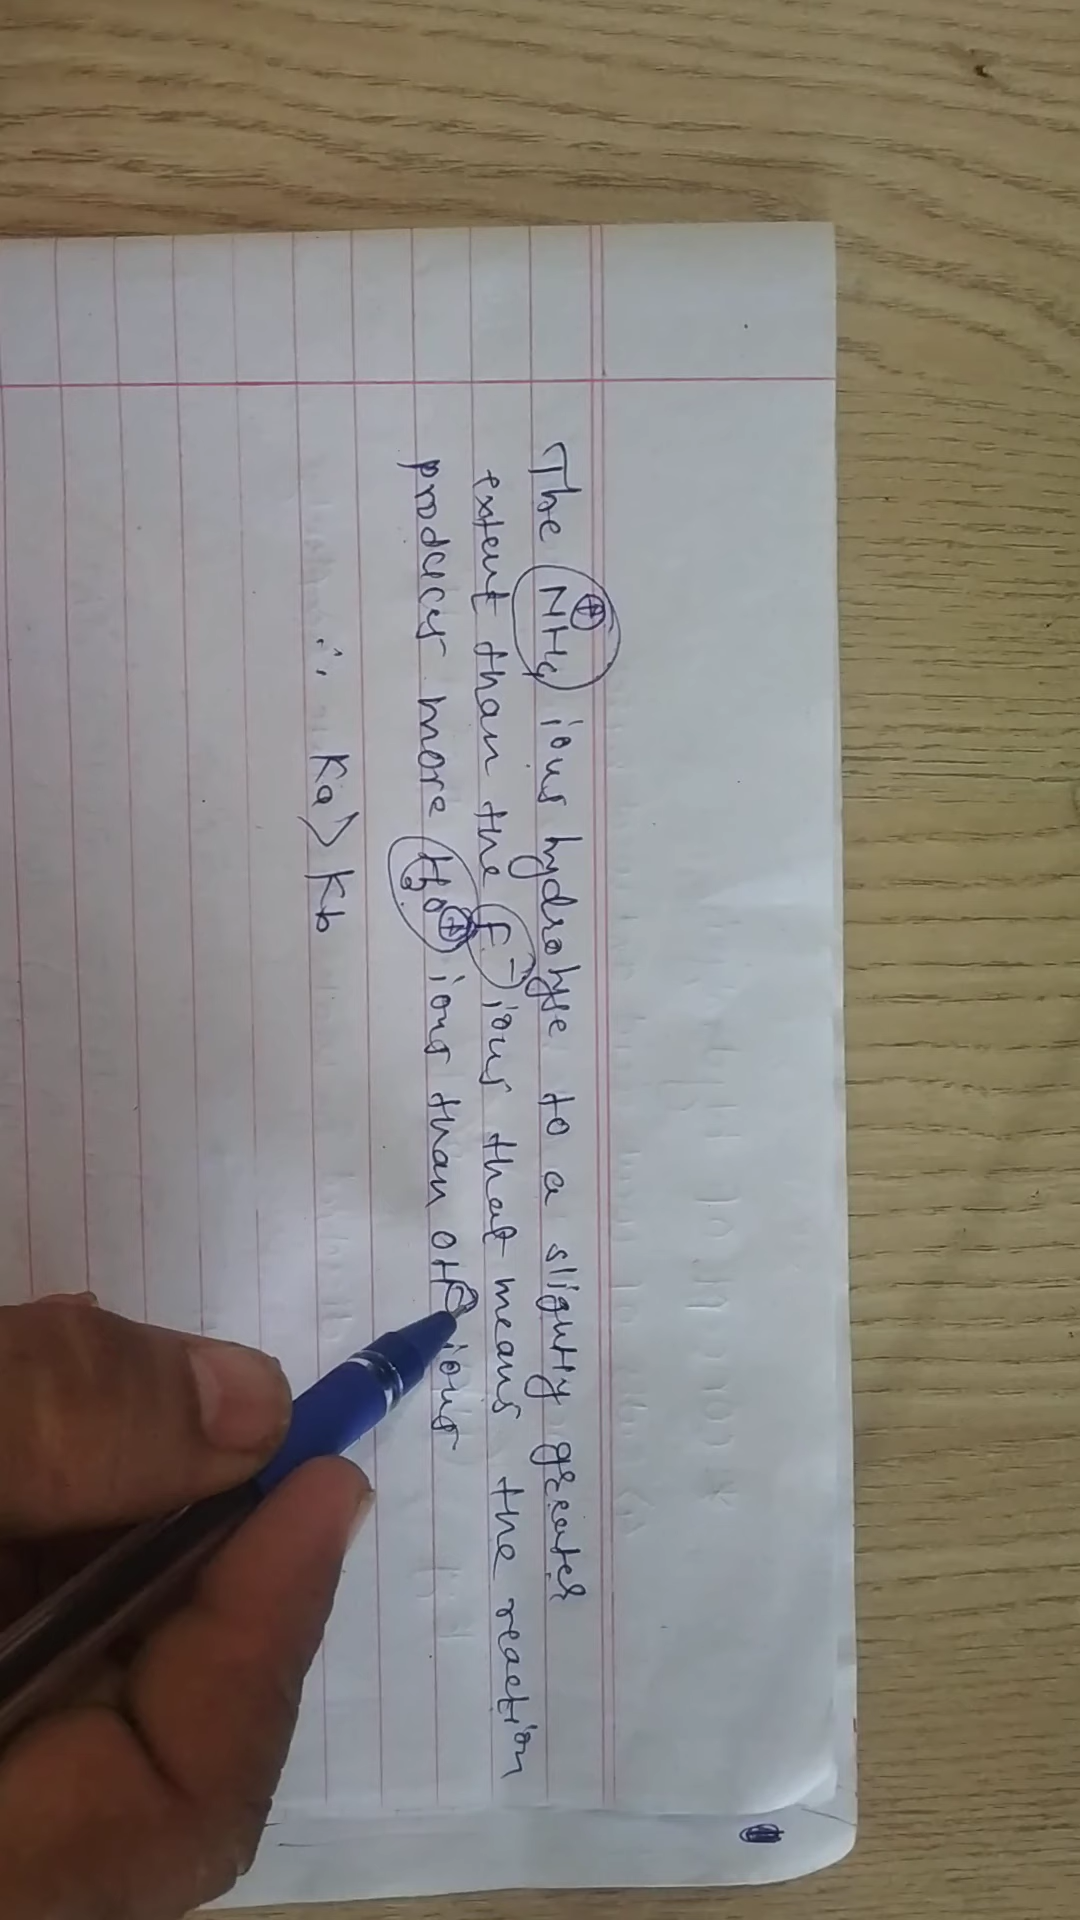 The NH4⊕ ions hydrolyse to a slightly greater
extent than the F⁻ ions that means the reaction
produces more H3O⊕ ions than OH⊖ ions
∴ Ka > Kb